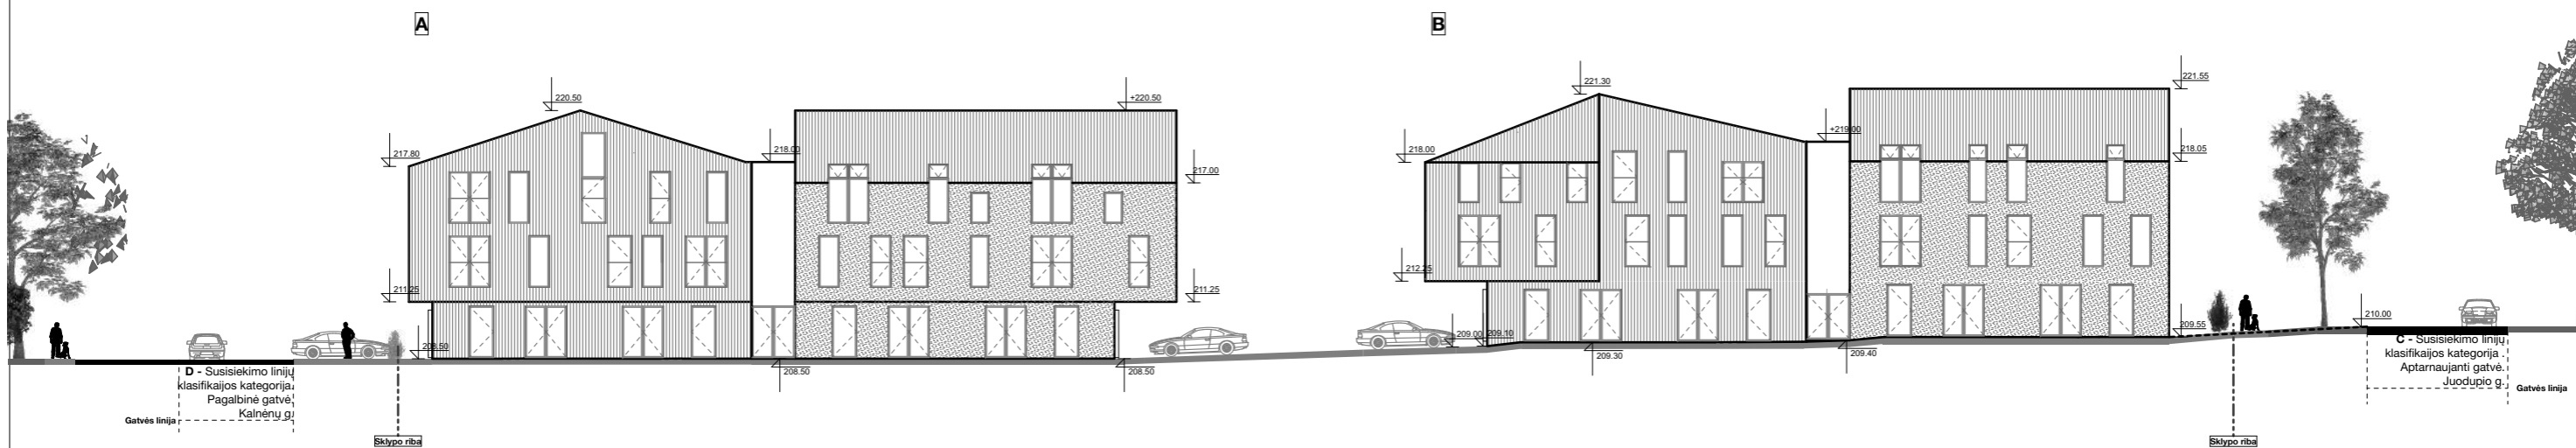 A
B
220.50
+220.50
217.80
218.00
217.00
211.25
211.25
208.50
208.50
208.50
221.30
221.55
+219.00
218.00
218.05
212.25
209.00
209.10
209.30
209.40
209.55
210.00
D - Susisiekimo linijų
klasifikaijos kategorija.
Pagalbinė gatvė.
Kalnėnų g.
Gatvės linija
Sklypo riba
C - Susisiekimo linijų
klasifikaijos kategorija .
Aptarnaujanti gatvė.
Juodupio g.
Gatvės linija
Sklypo riba